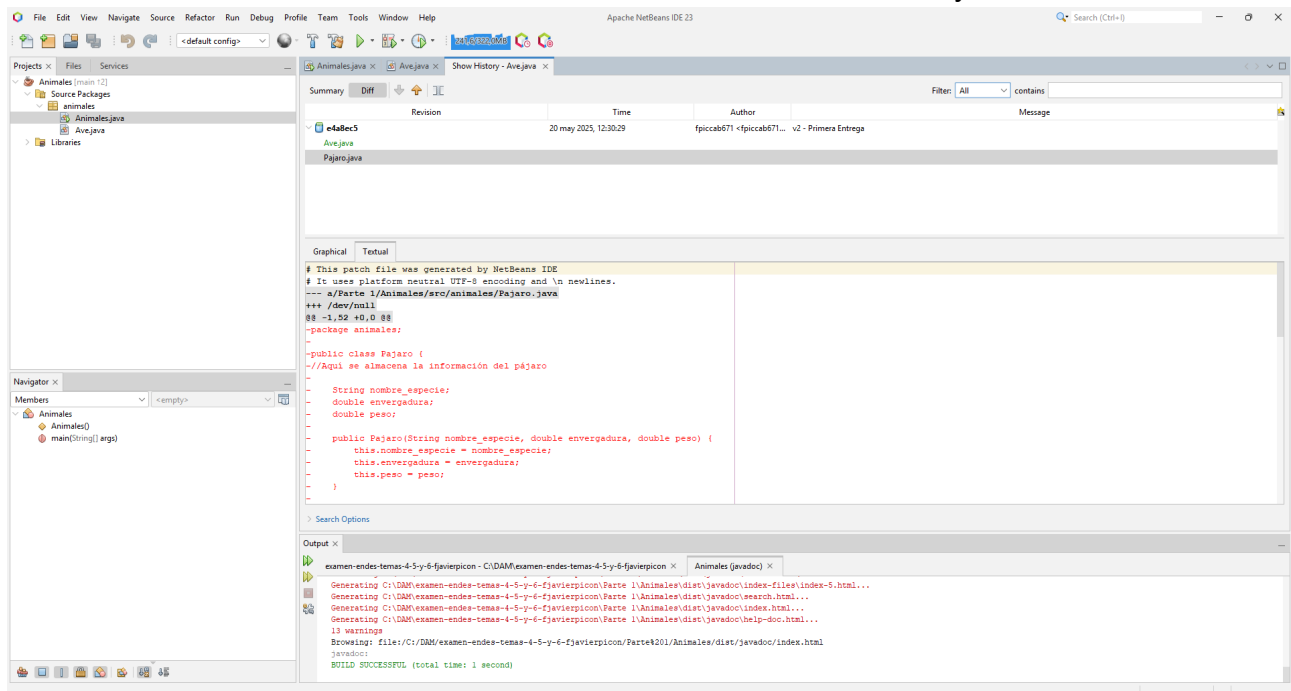 File Edit View Navigate Source Refactor Run Debug Profile Team Tools Window Help
Apache NetBeans IDE 23
Search (Ctrl+I)
<default config>
Projects Files Services
Animales [main ↑2]
Source Packages
animales
Animales.java
Ave.java
Libraries
Animales.java Ave.java Show History - Ave.java
Summary Diff
Filter: All contains
Revision Time Author Message
e4a8ec5 20 may 2025, 12:30:29 fpiccab671 <fpiccab671... v2 - Primera Entrega
Ave.java
Pajaro.java
Graphical Textual
# This patch file was generated by NetBeans IDE
# It uses platform neutral UTF-8 encoding and \n newlines.
--- a/Parte 1/Animales/src/animales/Pajaro.java
+++ /dev/null
@@ -1,52 +0,0 @@
-package animales;
-
-public class Pajaro {
-//Aquí se almacena la información del pájaro
-
-    String nombre_especie;
-    double envergadura;
-    double peso;
-
-    public Pajaro(String nombre_especie, double envergadura, double peso) {
-        this.nombre_especie = nombre_especie;
-        this.envergadura = envergadura;
-        this.peso = peso;
-    }
-
Search Options
Navigator
Members <empty>
Animales
Animales()
main(String[] args)
Output
examen-endes-temas-4-5-y-6-fjavierpicon - C:\DAM\examen-endes-temas-4-5-y-6-fjavierpicon Animales (javadoc)
Generating C:\DAM\examen-endes-temas-4-5-y-6-fjavierpicon\Parte 1\Animales\dist\javadoc\index-files\index-5.html...
Generating C:\DAM\examen-endes-temas-4-5-y-6-fjavierpicon\Parte 1\Animales\dist\javadoc\search.html...
Generating C:\DAM\examen-endes-temas-4-5-y-6-fjavierpicon\Parte 1\Animales\dist\javadoc\index.html...
Generating C:\DAM\examen-endes-temas-4-5-y-6-fjavierpicon\Parte 1\Animales\dist\javadoc\help-doc.html...
13 warnings
Browsing: file:/C:/DAM/examen-endes-temas-4-5-y-6-fjavierpicon/Parte%201/Animales/dist/javadoc/index.html
javadoc:
BUILD SUCCESSFUL (total time: 1 second)